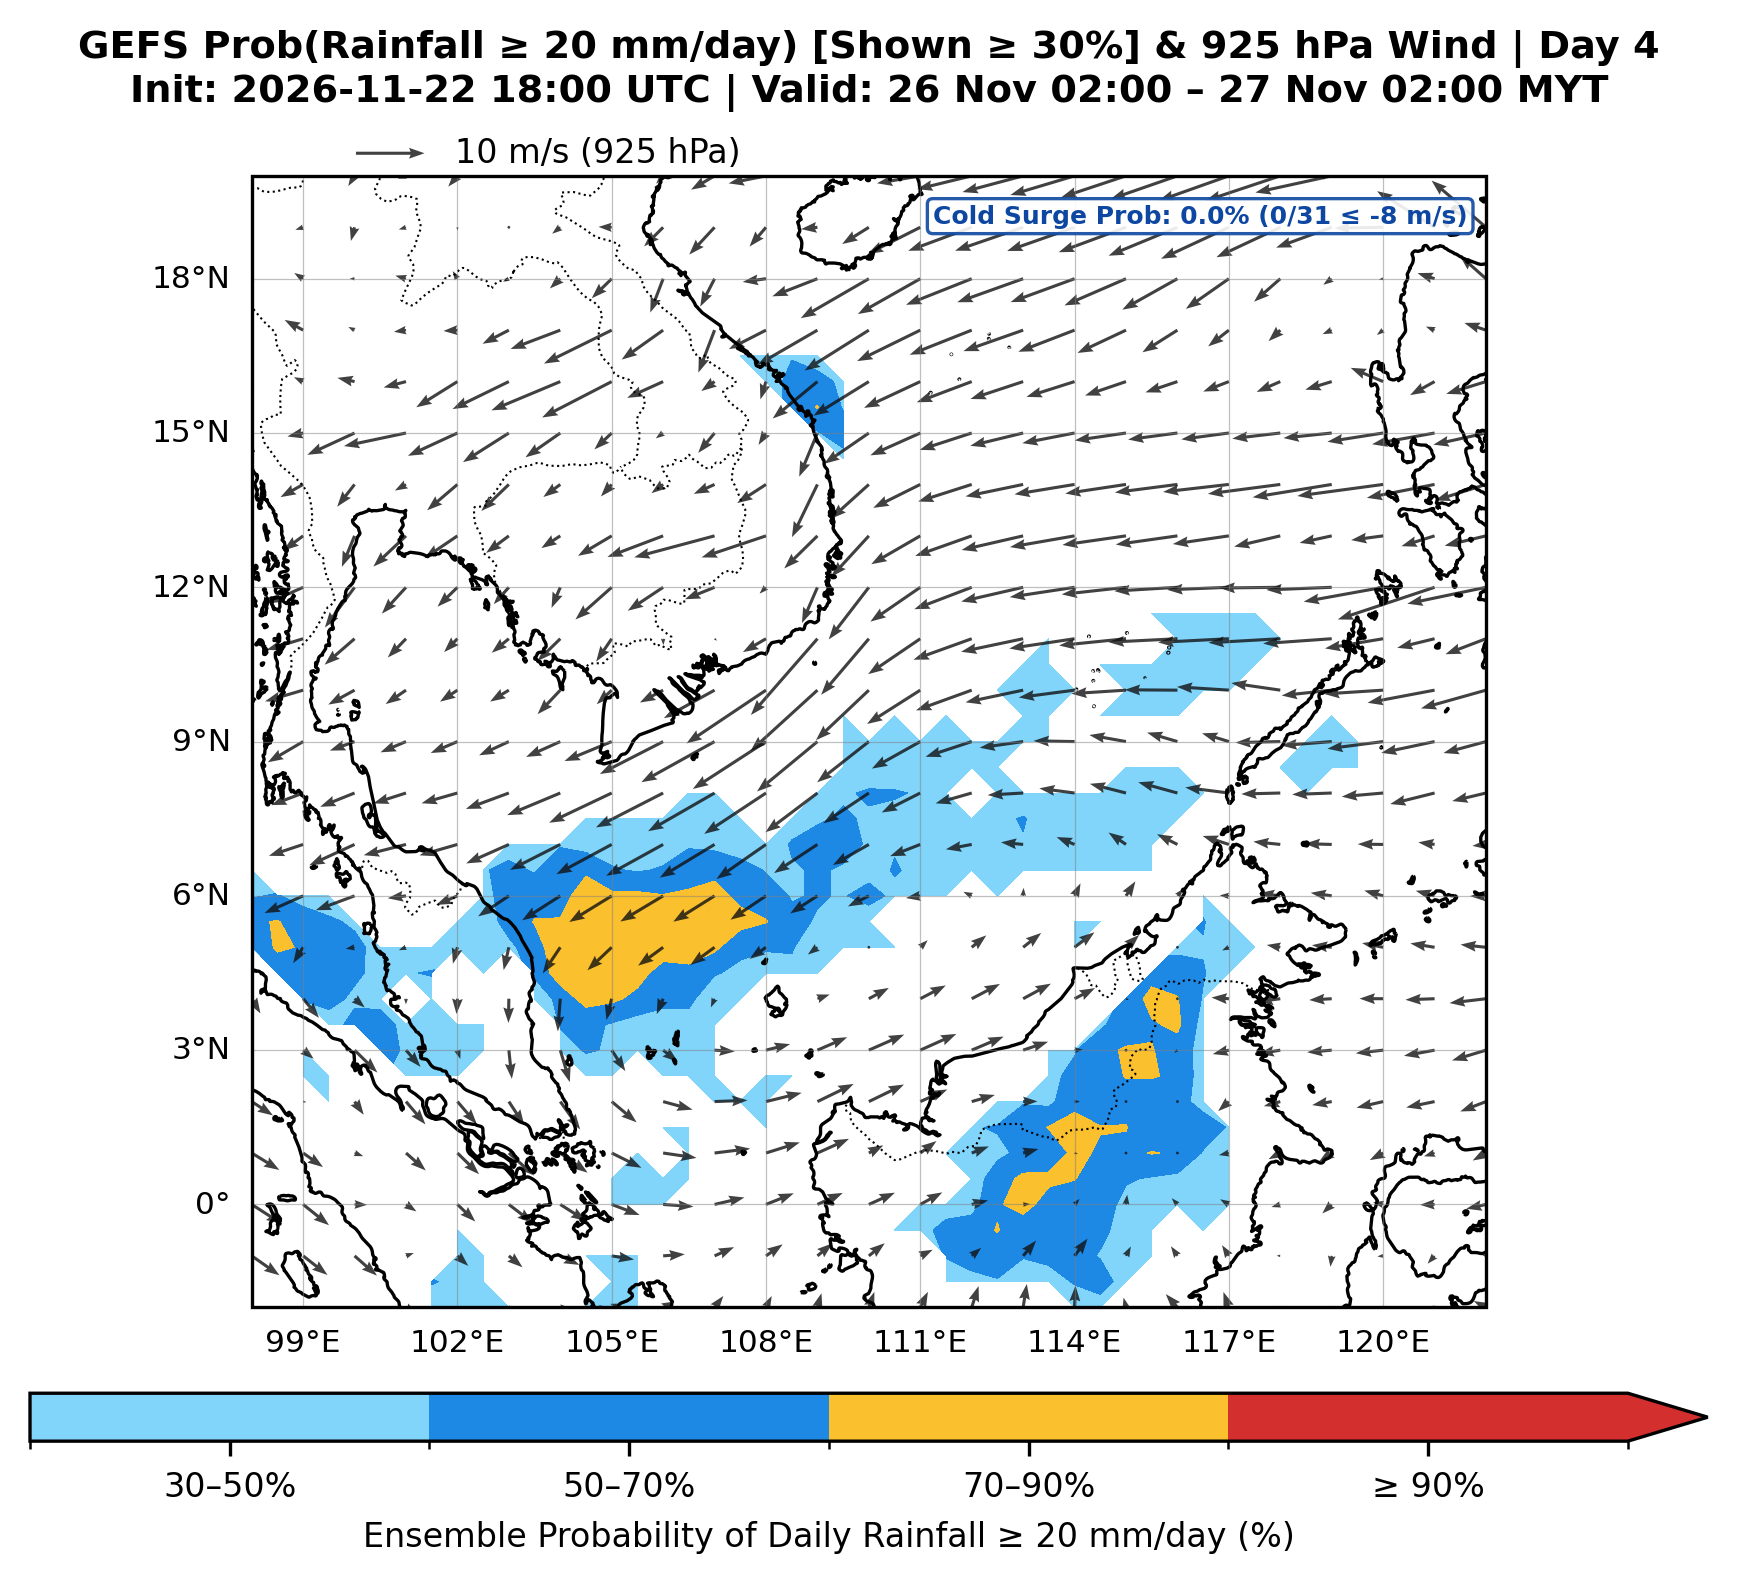 GEFS Prob(Rainfall ≥ 20 mm/day) [Shown ≥ 30%] & 925 hPa Wind | Day 4
Init: 2026-11-22 18:00 UTC | Valid: 26 Nov 02:00 – 27 Nov 02:00 MYT
10 m/s (925 hPa)
Cold Surge Prob: 0.0% (0/31 ≤ -8 m/s)
18°N
15°N
12°N
9°N
6°N
3°N
0°
99°E 102°E 105°E 108°E 111°E 114°E 117°E 120°E
30–50% 50–70% 70–90% ≥ 90%
Ensemble Probability of Daily Rainfall ≥ 20 mm/day (%)